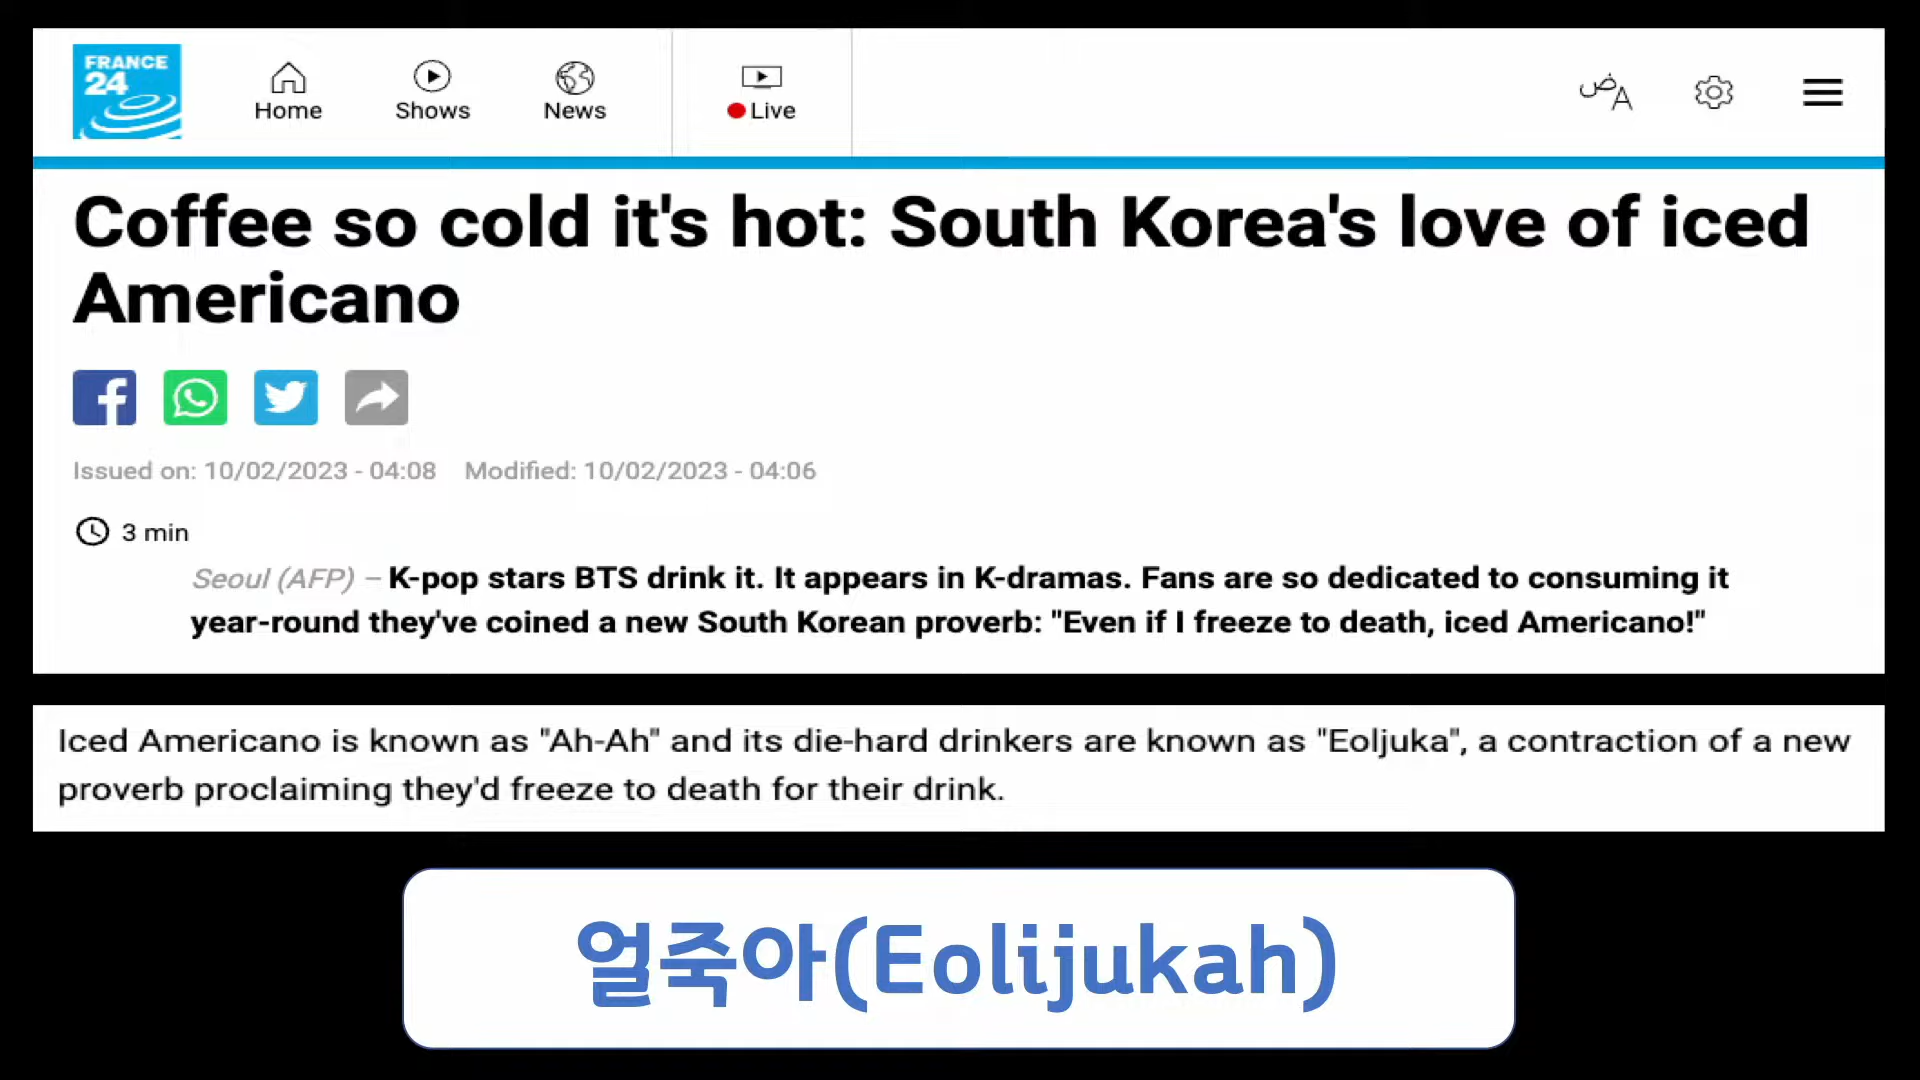 FRANCE
24
Home
Shows
News
Live
ض A
Coffee so cold it's hot: South Korea's love of iced
Americano
Issued on: 10/02/2023 - 04:08 Modified: 10/02/2023 - 04:06
3 min
Seoul (AFP) – K-pop stars BTS drink it. It appears in K-dramas. Fans are so dedicated to consuming it
year-round they've coined a new South Korean proverb: "Even if I freeze to death, iced Americano!"
Iced Americano is known as "Ah-Ah" and its die-hard drinkers are known as "Eoljuka", a contraction of a new
proverb proclaiming they'd freeze to death for their drink.
얼죽아(Eolijukah)